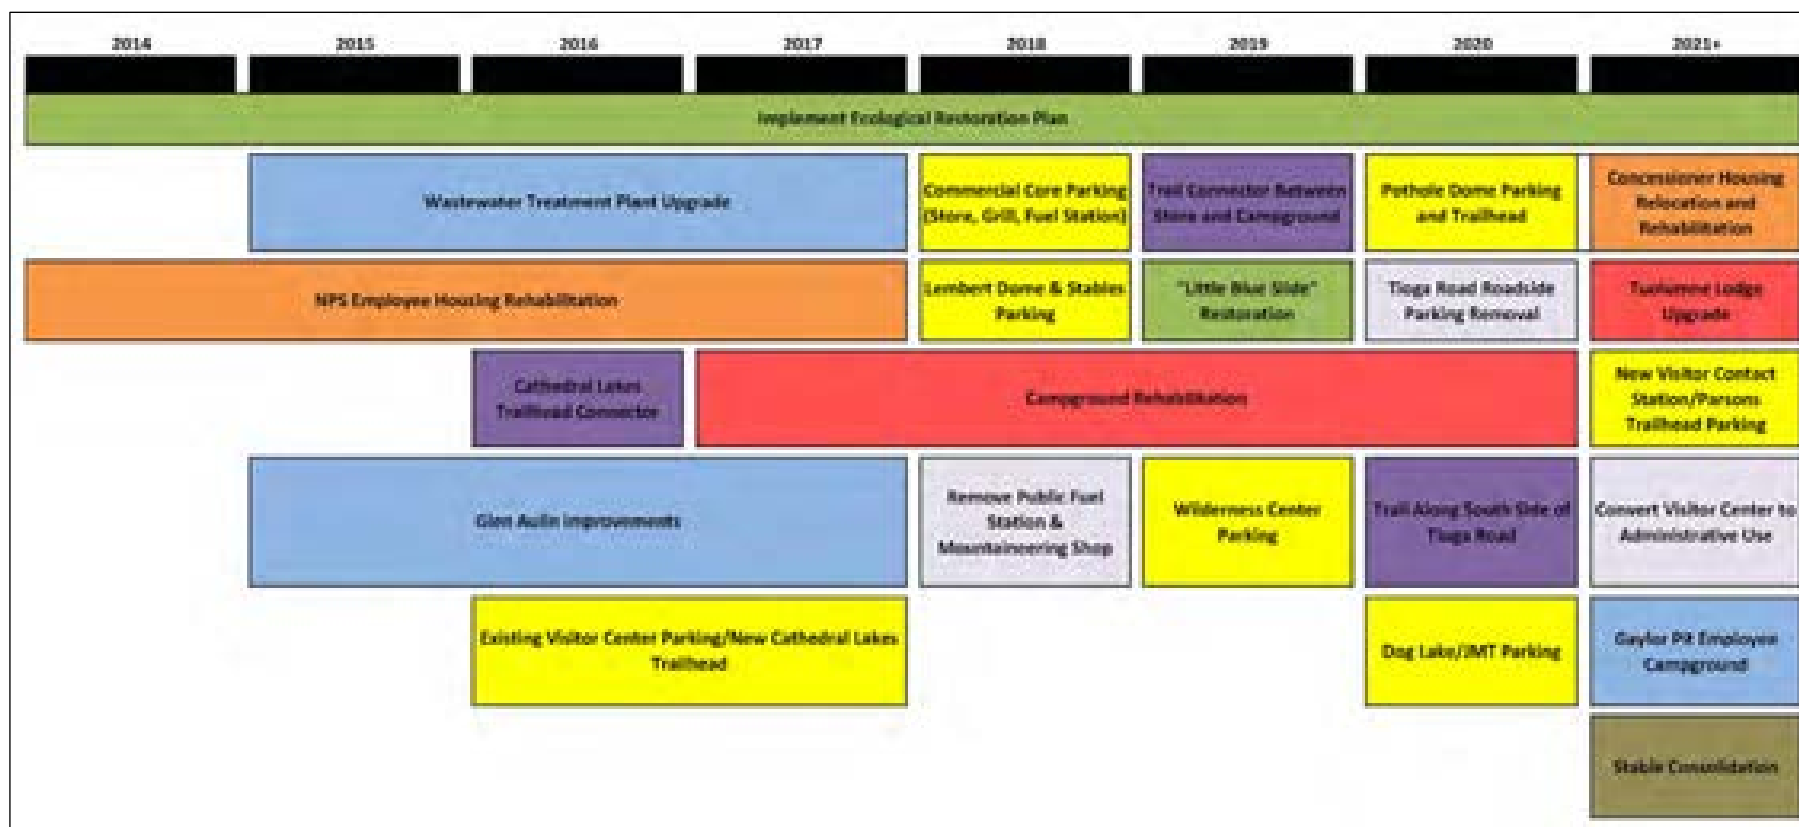 2014 2015 2016 2017 2018 2019 2020 2021+
Implement Ecological Restoration Plan
Wastewater Treatment Plant Upgrade
Commercial Core Parking
(Store, Grill, Fuel Station)
Trail Connector Between
Store and Campground
Pothole Dome Parking
and Trailhead
Concessioner Housing
Relocation and
Rehabilitation
NPS Employee Housing Rehabilitation
Lembert Dome & Stables
Parking
"Little Blue Slide"
Restoration
Tioga Road Roadside
Parking Removal
Tuolumne Lodge
Upgrade
Cathedral Lakes
Trailhead Connector
Campground Rehabilitation
New Visitor Contact
Station/Parsons
Trailhead Parking
Glen Aulin Improvements
Remove Public Fuel
Station &
Mountaineering Shop
Wilderness Center
Parking
Trail Along South Side of
Tioga Road
Convert Visitor Center to
Administrative Use
Existing Visitor Center Parking/New Cathedral Lakes
Trailhead
Dog Lake/JMT Parking
Gaylor Pit Employee
Campground
Stable Consolidation